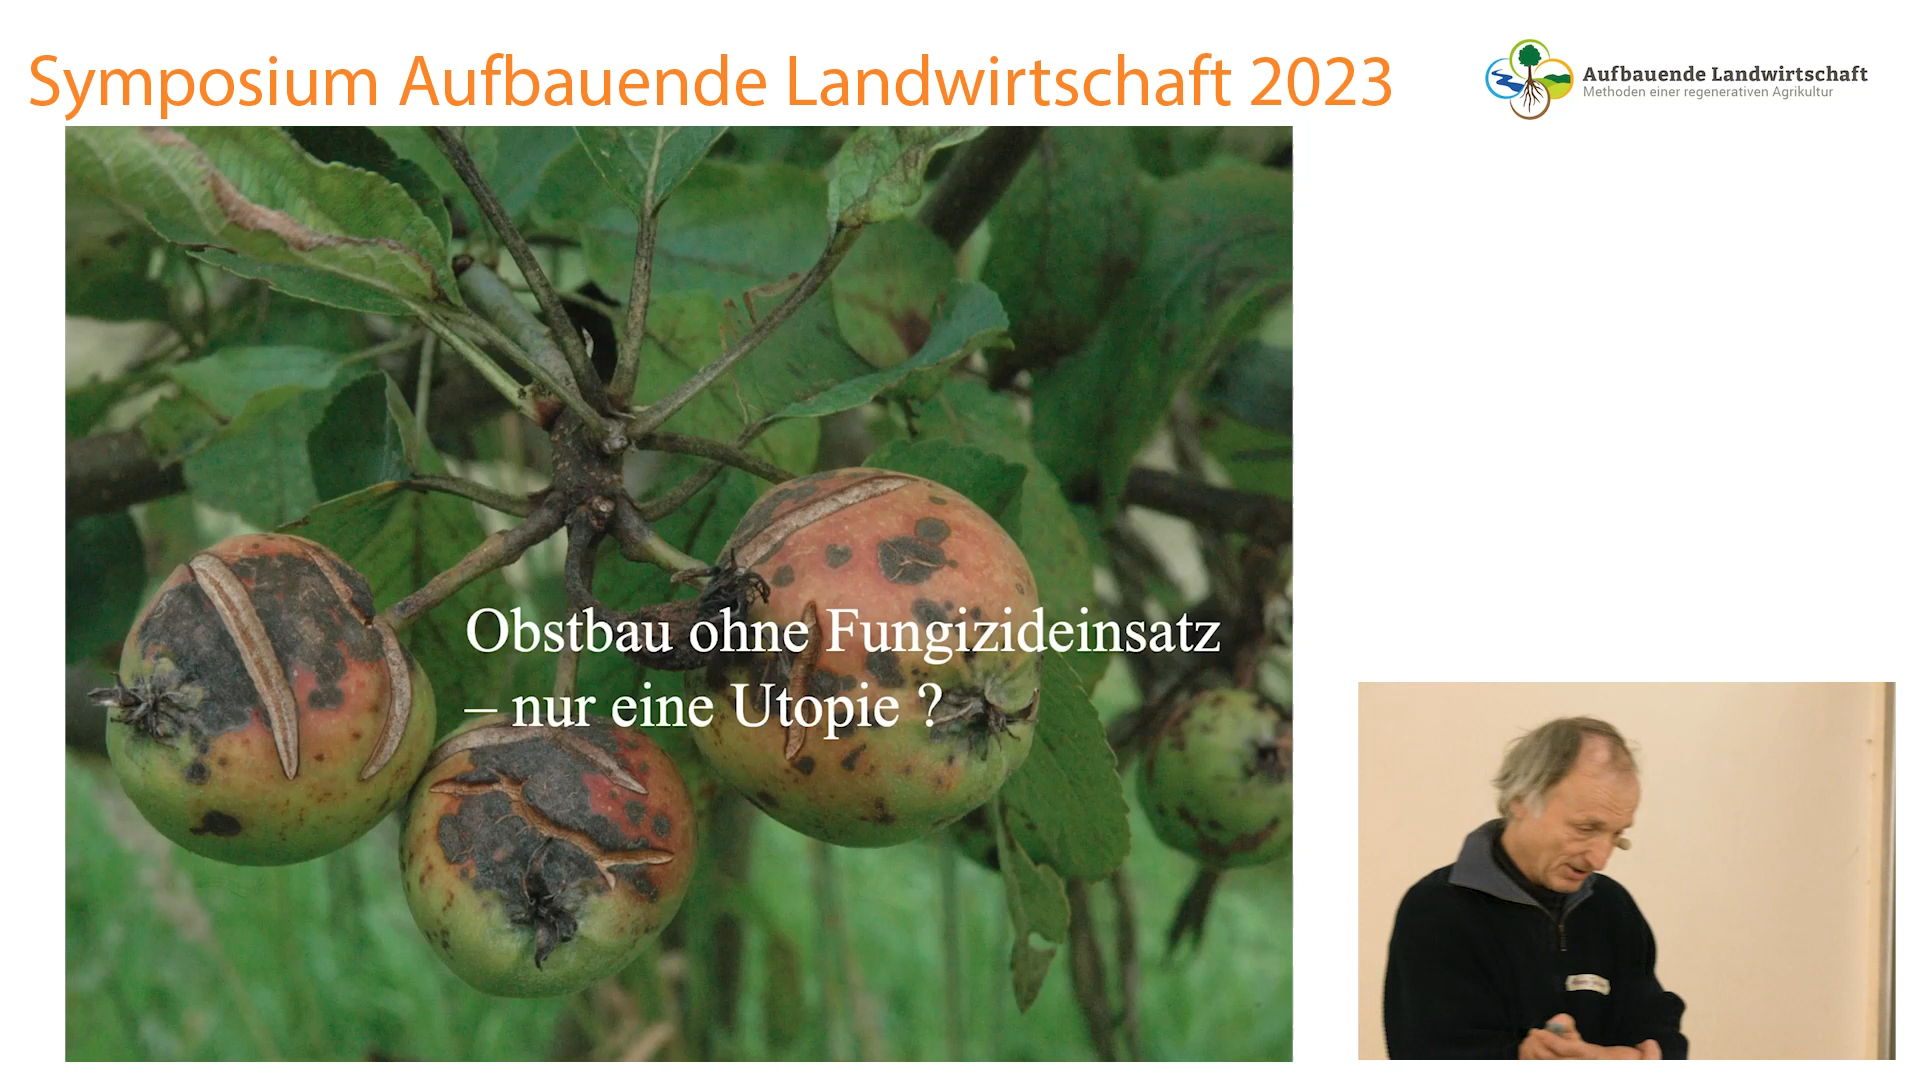 Symposium Aufbauende Landwirtschaft 2023
Aufbauende Landwirtschaft
Methoden einer regenerativen Agrikultur
Obstbau ohne Fungizideinsatz
– nur eine Utopie ?